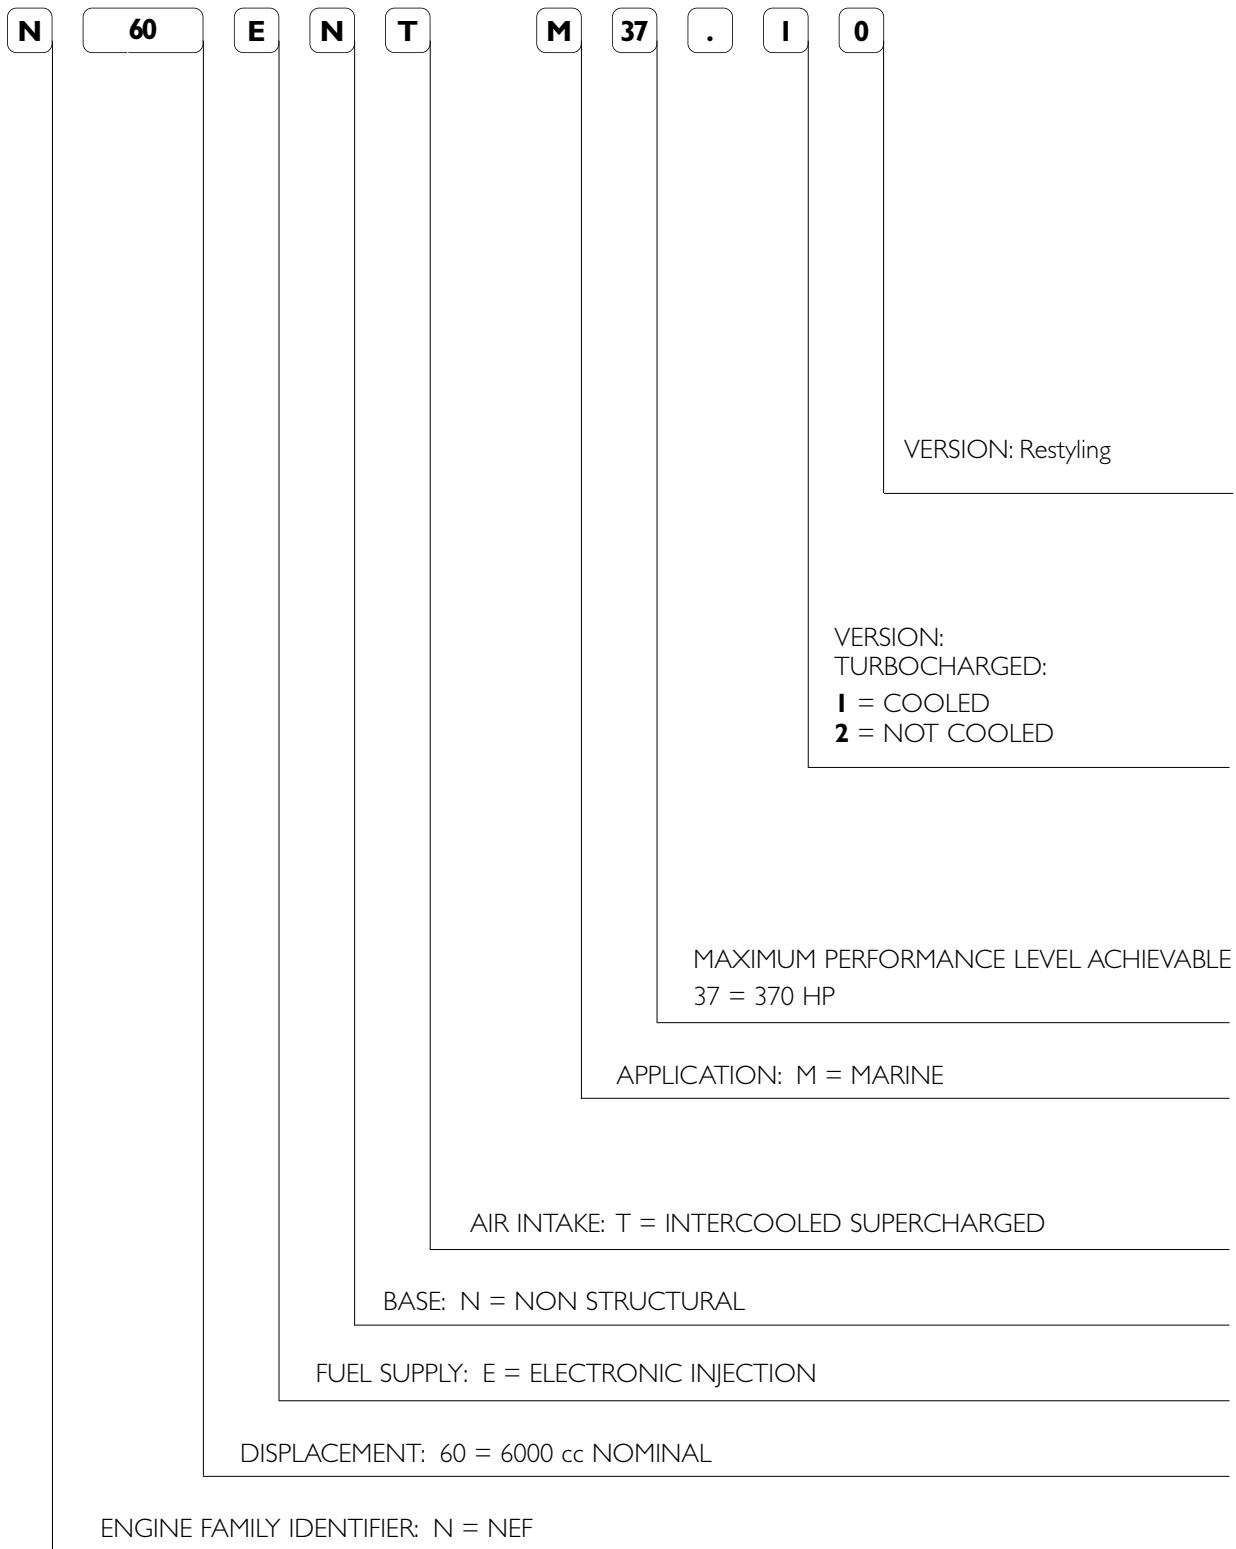 N 60 E N T M 37 . 1 0
VERSION: Restyling
VERSION:
TURBOCHARGED:
1 = COOLED
2 = NOT COOLED
MAXIMUM PERFORMANCE LEVEL ACHIEVABLE
37 = 370 HP
APPLICATION: M = MARINE
AIR INTAKE: T = INTERCOOLED SUPERCHARGED
BASE: N = NON STRUCTURAL
FUEL SUPPLY: E = ELECTRONIC INJECTION
DISPLACEMENT: 60 = 6000 cc NOMINAL
ENGINE FAMILY IDENTIFIER: N = NEF